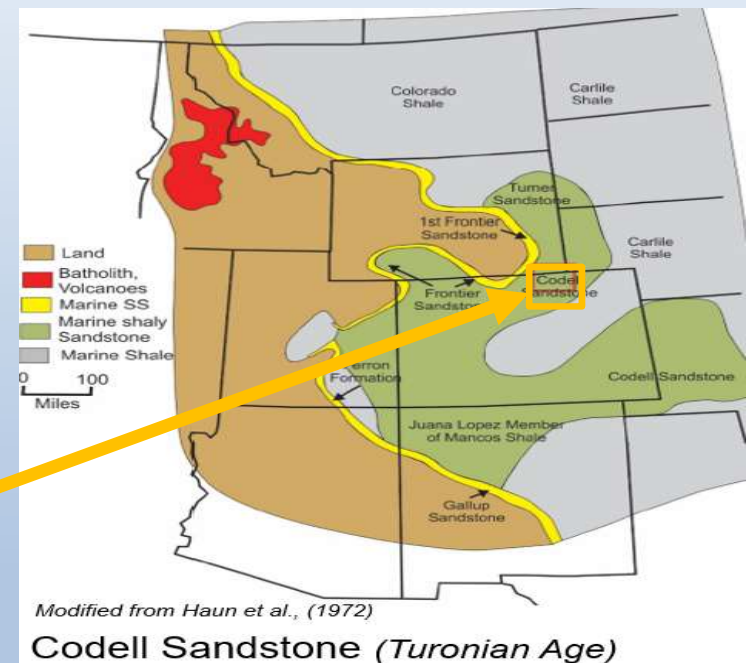 Colorado
Shale
Carlile
Shale
Turner
Sandstone
1st Frontier
Sandstone
Carlile
Shale
Land
Batholith,
Volcanoes
Marine SS
Marine shaly
Sandstone
Marine Shale
0 100
Miles
Frontier
Codell
Sandstone
Formation
Codell Sandstone
Juana Lopez Member
of Mancos Shale
Gallup
Sandstone
Modified from Haun et al., (1972)
Codell Sandstone (Turonian Age)